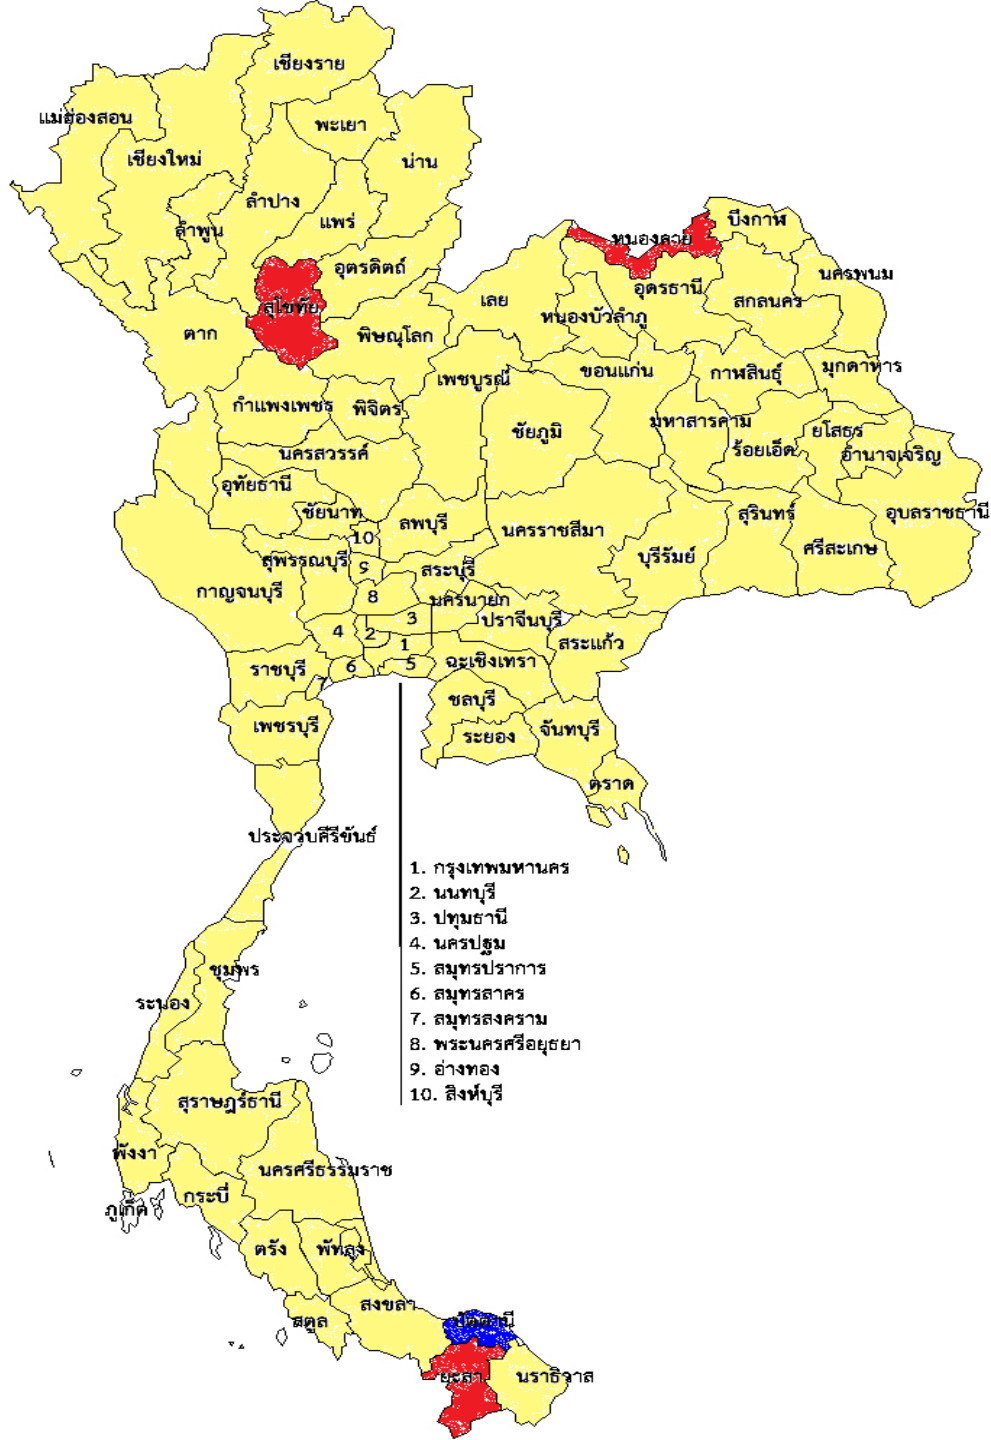 เชียงราย
แม่ฮ่องสอน
พะเยา
เชียงใหม่
น่าน
ลำปาง
แพร่
ลำพูน
บึงกาฬ
หนองคาย
อุตรดิตถ์
นครพนม
อุดรธานี
สกลนคร
เลย
สุโขทัย
หนองบัวลำภู
ตาก
พิษณุโลก
เพชบูรณ์
ขอนแก่น
กาฬสินธุ์
มุกดาหาร
กำแพงเพชร
พิจิตร
ชัยภูมิ
มหาสารคาม
ยโสธร
ร้อยเอ็ด
อำนาจเจริญ
นครสวรรค์
อุทัยธานี
ชัยนาท
ลพบุรี
นครราชสีมา
สุรินทร์
อุบลราชธานี
10
บุรีรัมย์
ศรีสะเกษ
สุพรรณบุรี
9
สระบุรี
กาญจนบุรี
8
นครนายก
3
ปราจีนบุรี
4
2
1
สระแก้ว
ราชบุรี
6
5
ฉะเชิงเทรา
7
ชลบุรี
เพชรบุรี
ระยอง
จันทบุรี
ตราด
ประจวบคีรีขันธ์
1. กรุงเทพมหานคร
2. นนทบุรี
3. ปทุมธานี
4. นครปฐม
5. สมุทรปราการ
6. สมุทรสาคร
7. สมุทรสงคราม
8. พระนครศรีอยุธยา
9. อ่างทอง
10. สิงห์บุรี
ชุมพร
ระนอง
สุราษฎร์ธานี
พังงา
นครศรีธรรมราช
กระบี่
ภูเก็ต
ตรัง
พัทลุง
สงขลา
สตูล
ปัตตานี
ยะลา
นราธิวาส